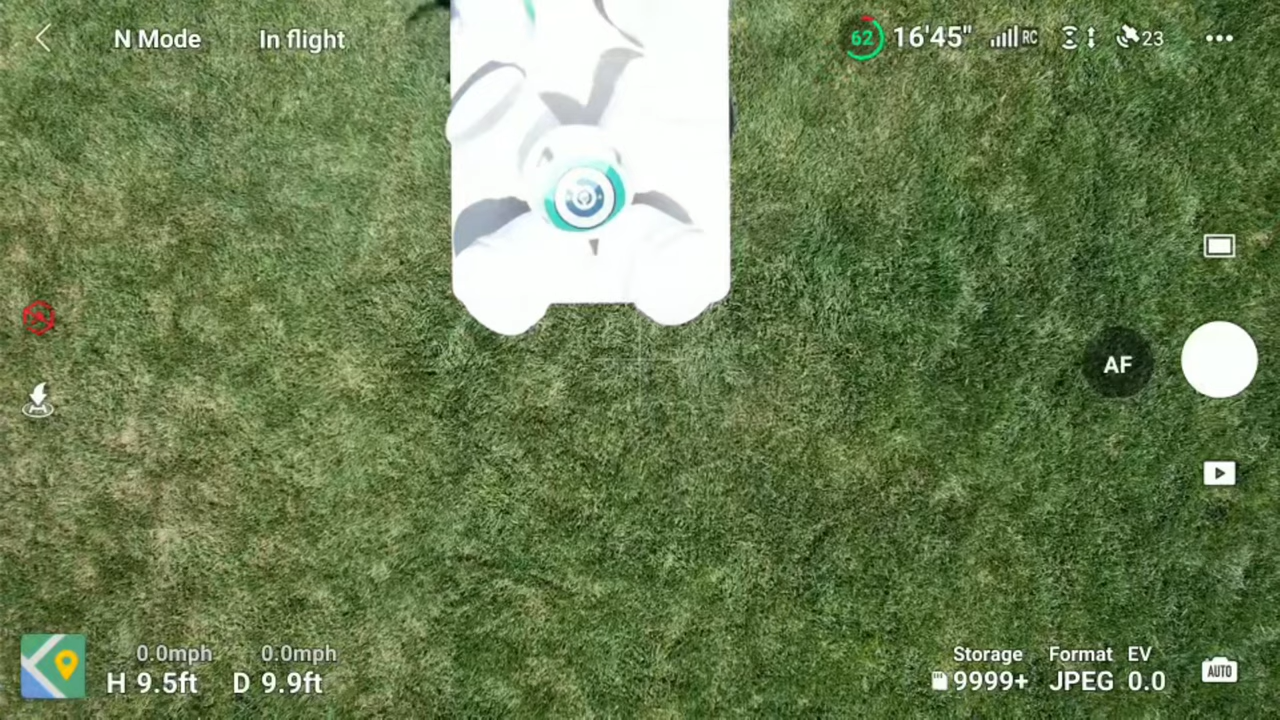 N Mode In flight 62 16'45" RC 23
AF
0.0mph 0.0mph Storage Format EV
H 9.5ft D 9.9ft 9999+ JPEG 0.0 AUTO